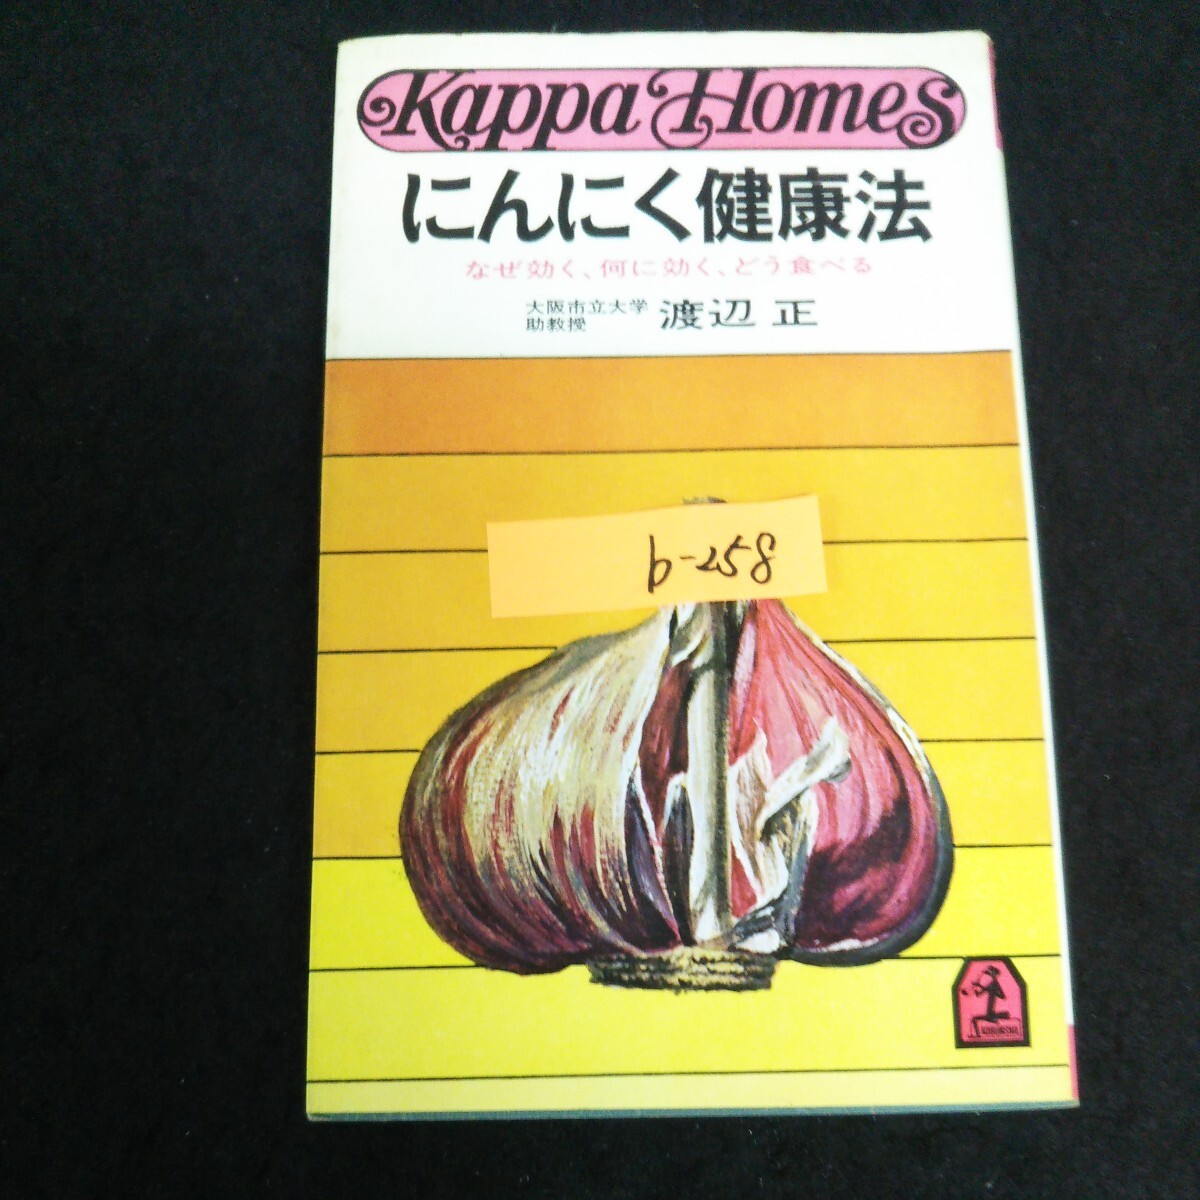 Kappa Homes
にんにく健康法
なぜ効く、何に効く、どう食べる
大阪市立大学
助教授
渡辺 正
b-258